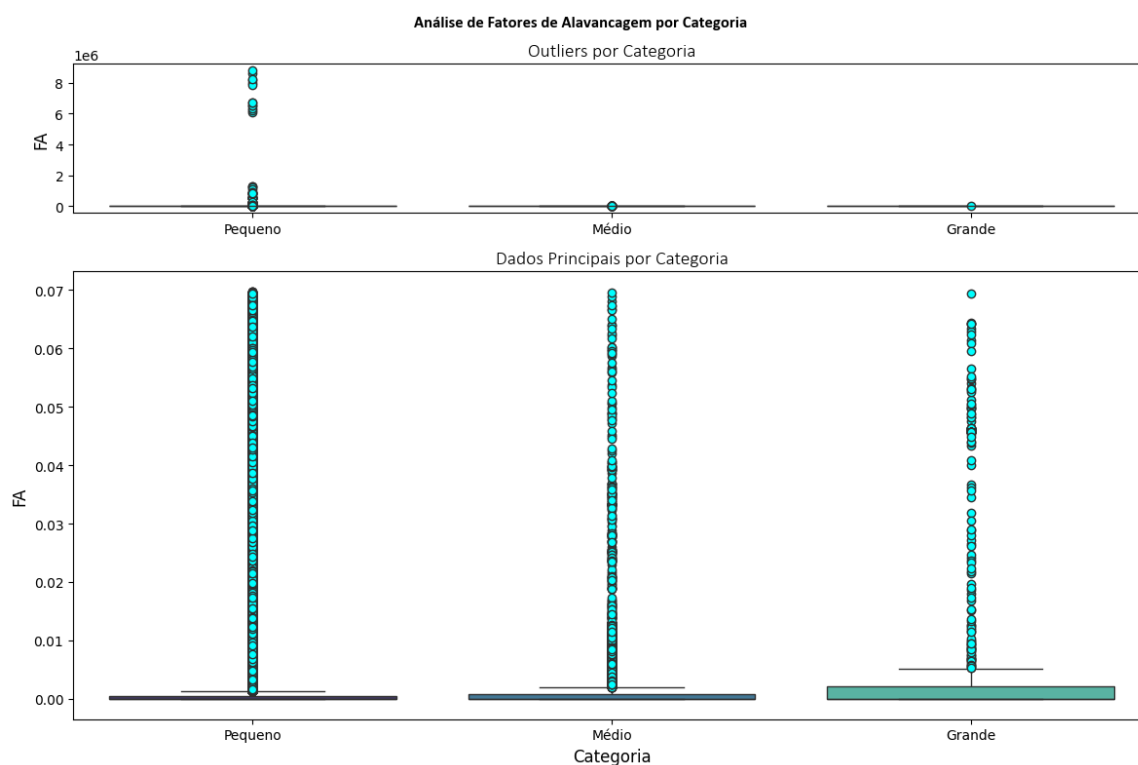 Análise de Fatores de Alavancagem por Categoria
Outliers por Categoria
1e6
8
6
4
2
0
FA
Pequeno Médio Grande
Dados Principais por Categoria
0.07
0.06
0.05
0.04
0.03
0.02
0.01
0.00
FA
Pequeno Médio Grande
Categoria